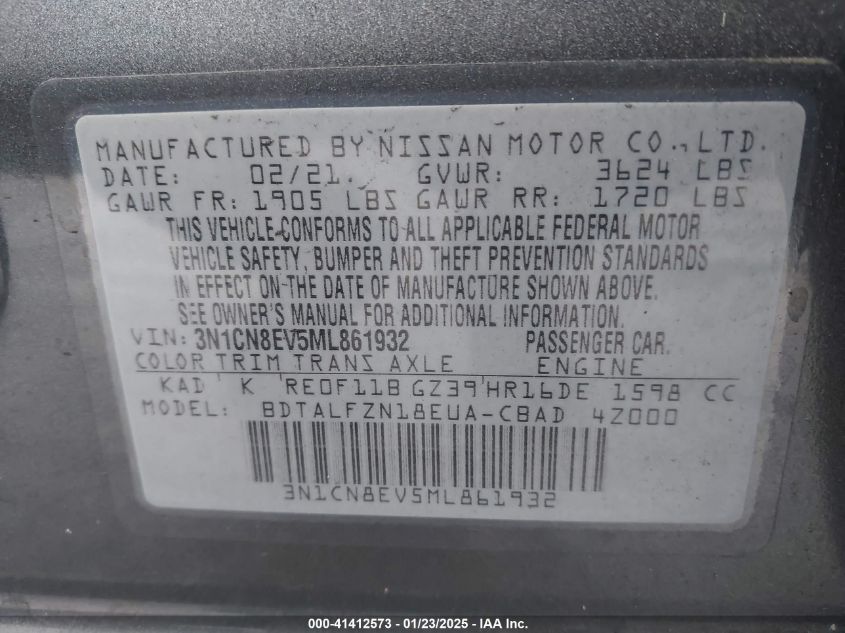 MANUFACTURED BY NISSAN MOTOR CO., LTD.
DATE: 02/21. GVWR: 3624 LBS
GAWR FR: 1905 LBS GAWR RR: 1720 LBS
THIS VEHICLE CONFORMS TO ALL APPLICABLE FEDERAL MOTOR
VEHICLE SAFETY, BUMPER AND THEFT PREVENTION STANDARDS
IN EFFECT ON THE DATE OF MANUFACTURE SHOWN ABOVE.
SEE OWNER'S MANUAL FOR ADDITIONAL INFORMATION.
VIN: 3N1CN8EV5ML861932 PASSENGER CAR.
COLOR TRIM TRANS AXLE ENGINE
KAD K RE0F11B GZ39 HR16DE 1598 CC
MODEL: BDTALFZN18EUA-CBAD 4Z000
3N1CN8EV5ML861932
000-41412573 - 01/23/2025 - IAA Inc.